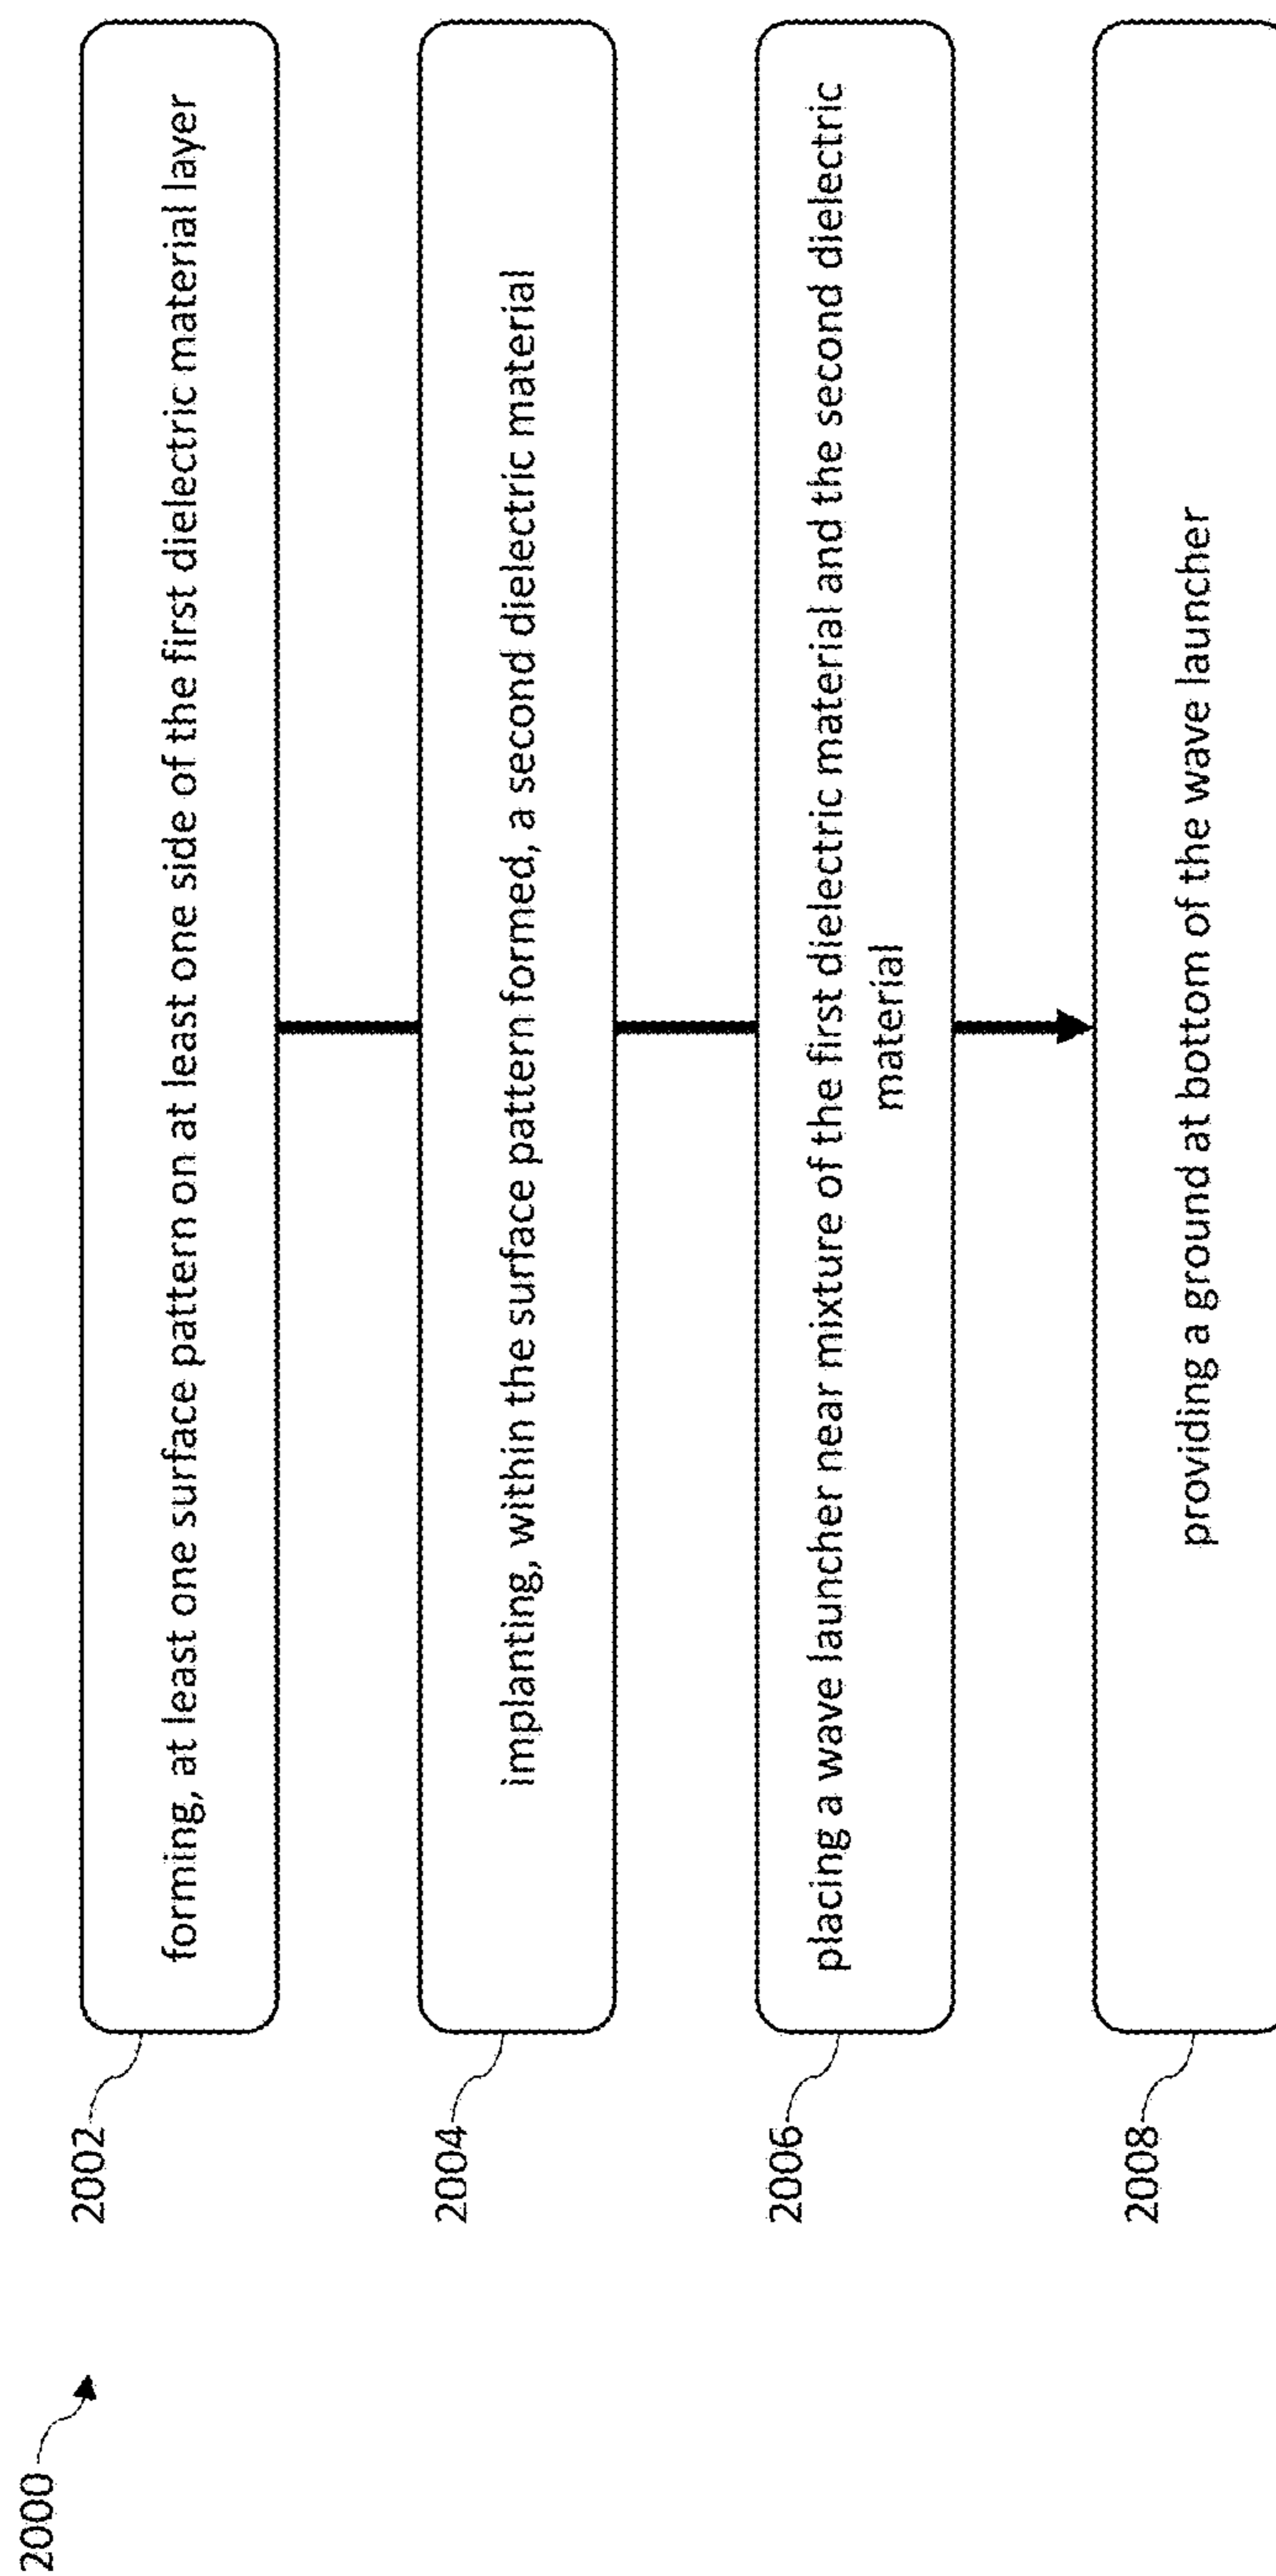 2000
2002
forming, at least one surface pattern on at least one side of the first dielectric material layer
2004
implanting, within the surface pattern formed, a second dielectric material
2006
placing a wave launcher near mixture of the first dielectric material and the second dielectric
material
2008
providing a ground at bottom of the wave launcher